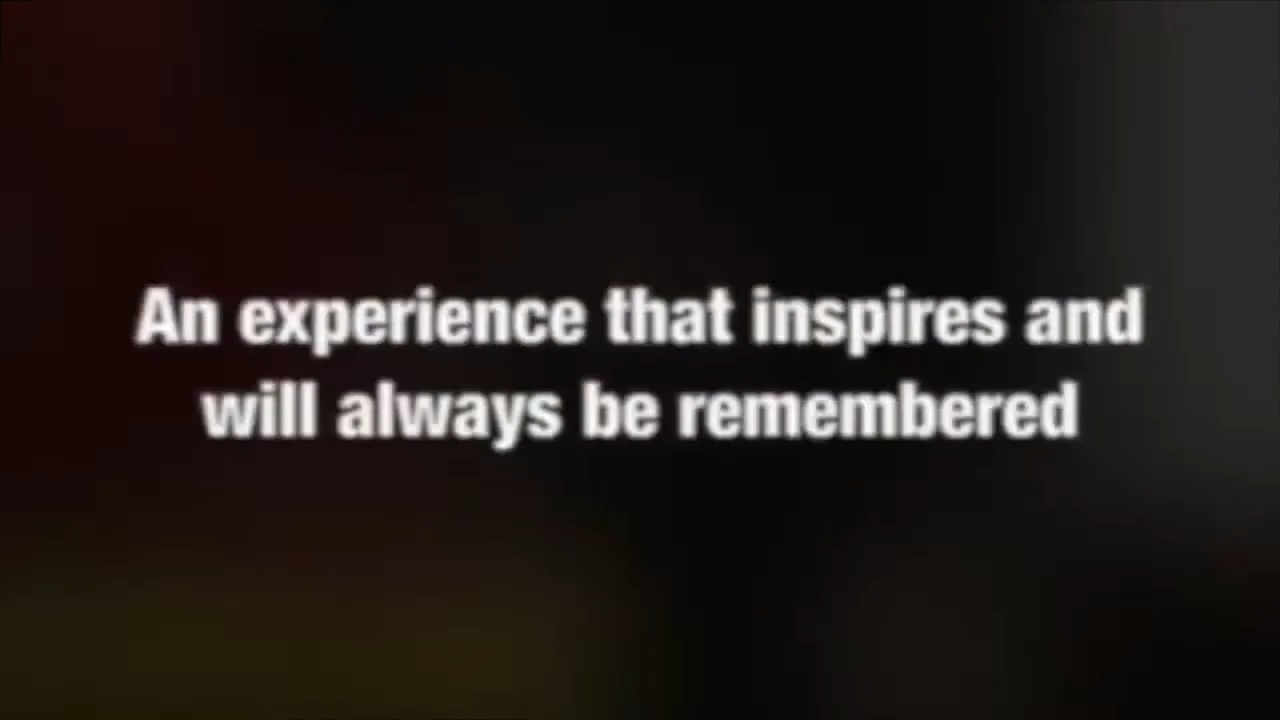 An experience that inspires and
will always be remembered